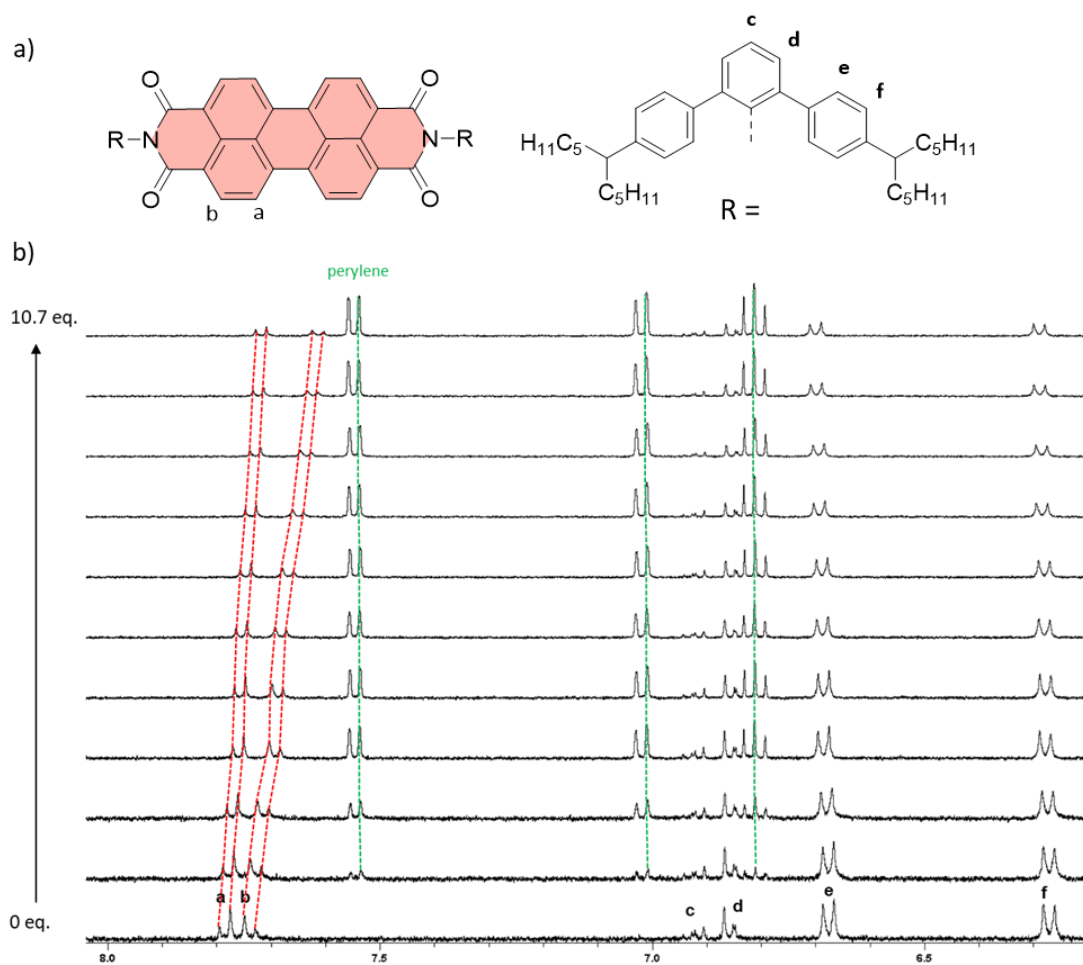 a)
O O
R–N N–R
O O
b a
c
d
e
f
H₁₁C₅ C₅H₁₁
C₅H₁₁ C₅H₁₁
R =
b)
perylene
10.7 eq.
a b c d e f
0 eq.
8.0 7.5 7.0 6.5